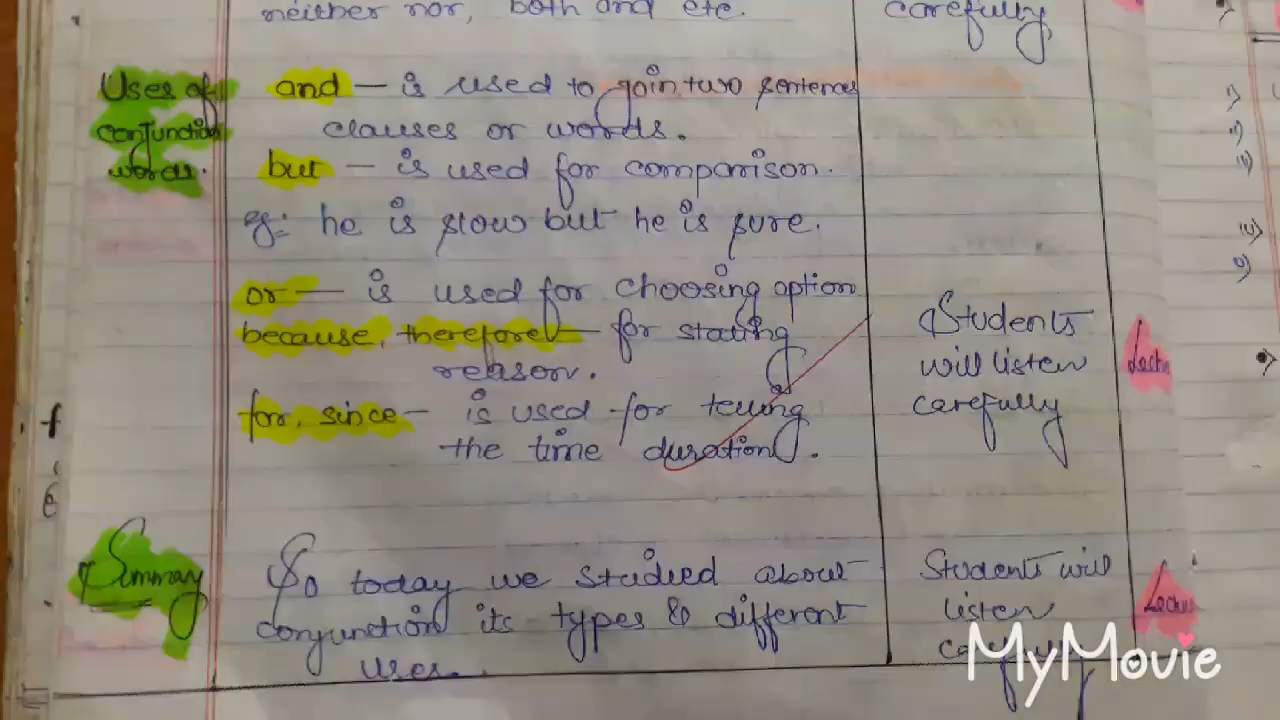 neither nor, both and etc. carefully,
Uses of and — is used to join two sentences
conjunction clauses or words.
words. but — is used for comparison.
eg:- he is slow but he is sure.
or — is used for choosing option
because, therefore — for stating
reason.
for, since — is used for telling
the time duration.
Students
will listen
carefully
Summary So today we studied about
conjunction its types & different
uses.
Students will
listen
MyMovie